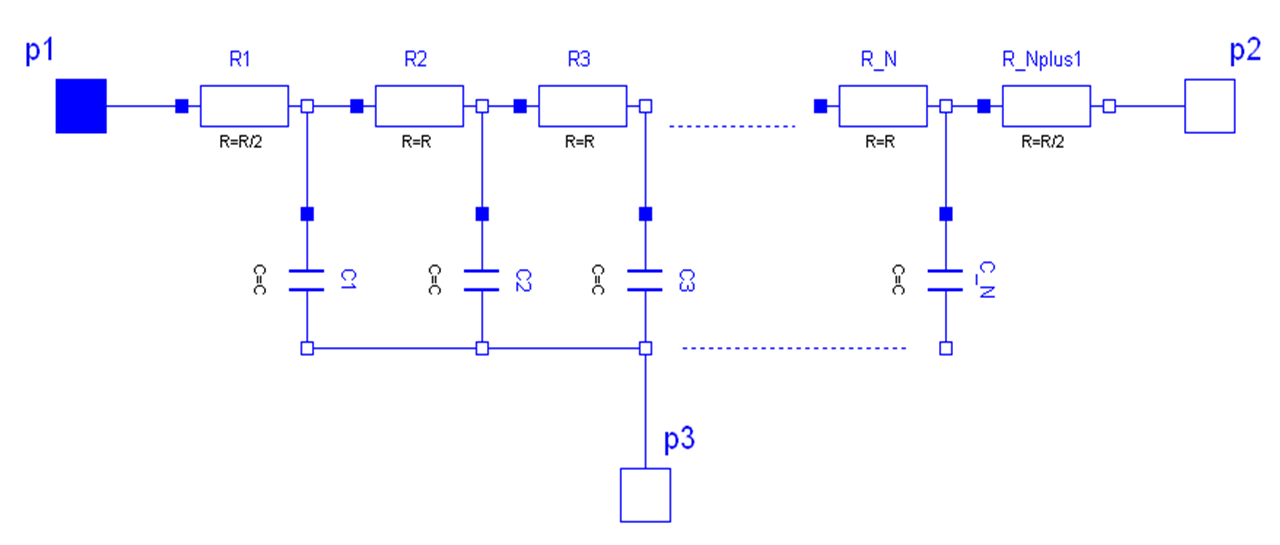 p1
R1
R2
R3
R_N
R_Nplus1
p2
R=R/2
R=R
R=R
R=R
R=R/2
C=C
C1
C=C
C2
C=C
C3
C=C
C_N
p3